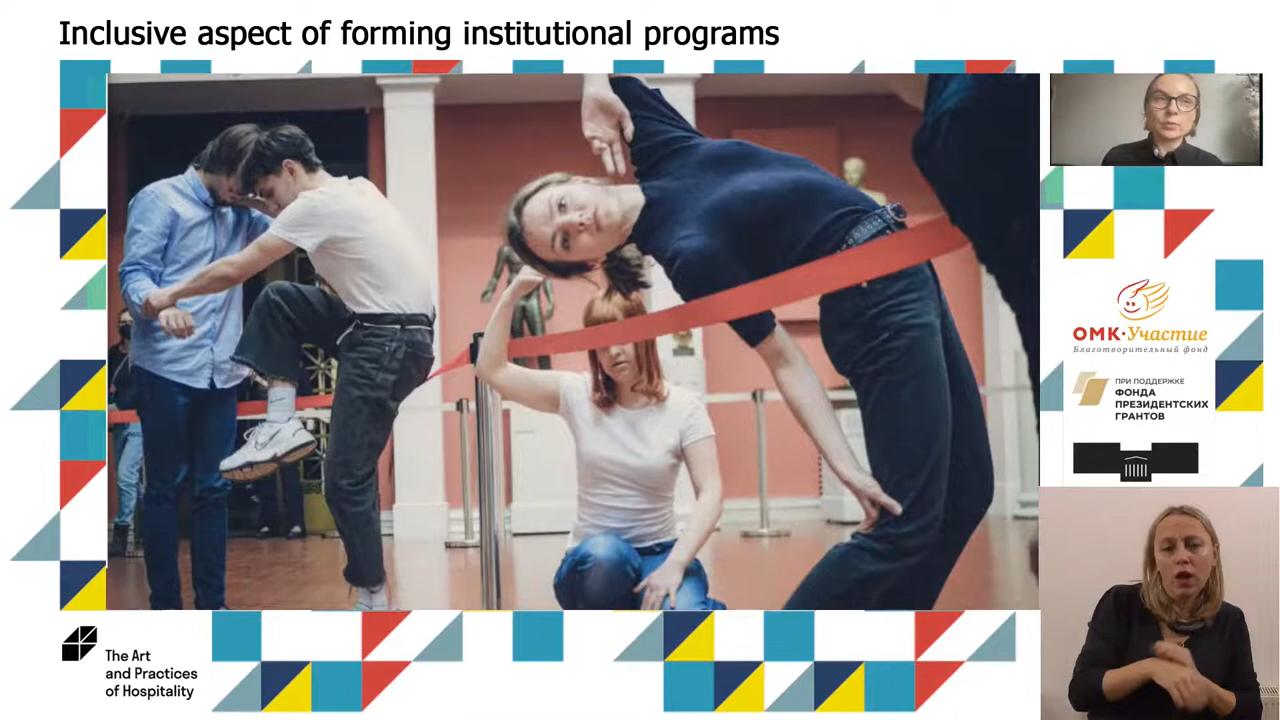 Inclusive aspect of forming institutional programs
ОМК·Участие
Благотворительный фонд
ПРИ ПОДДЕРЖКЕ
ФОНДА
ПРЕЗИДЕНТСКИХ
ГРАНТОВ
The Art
and Practices
of Hospitality